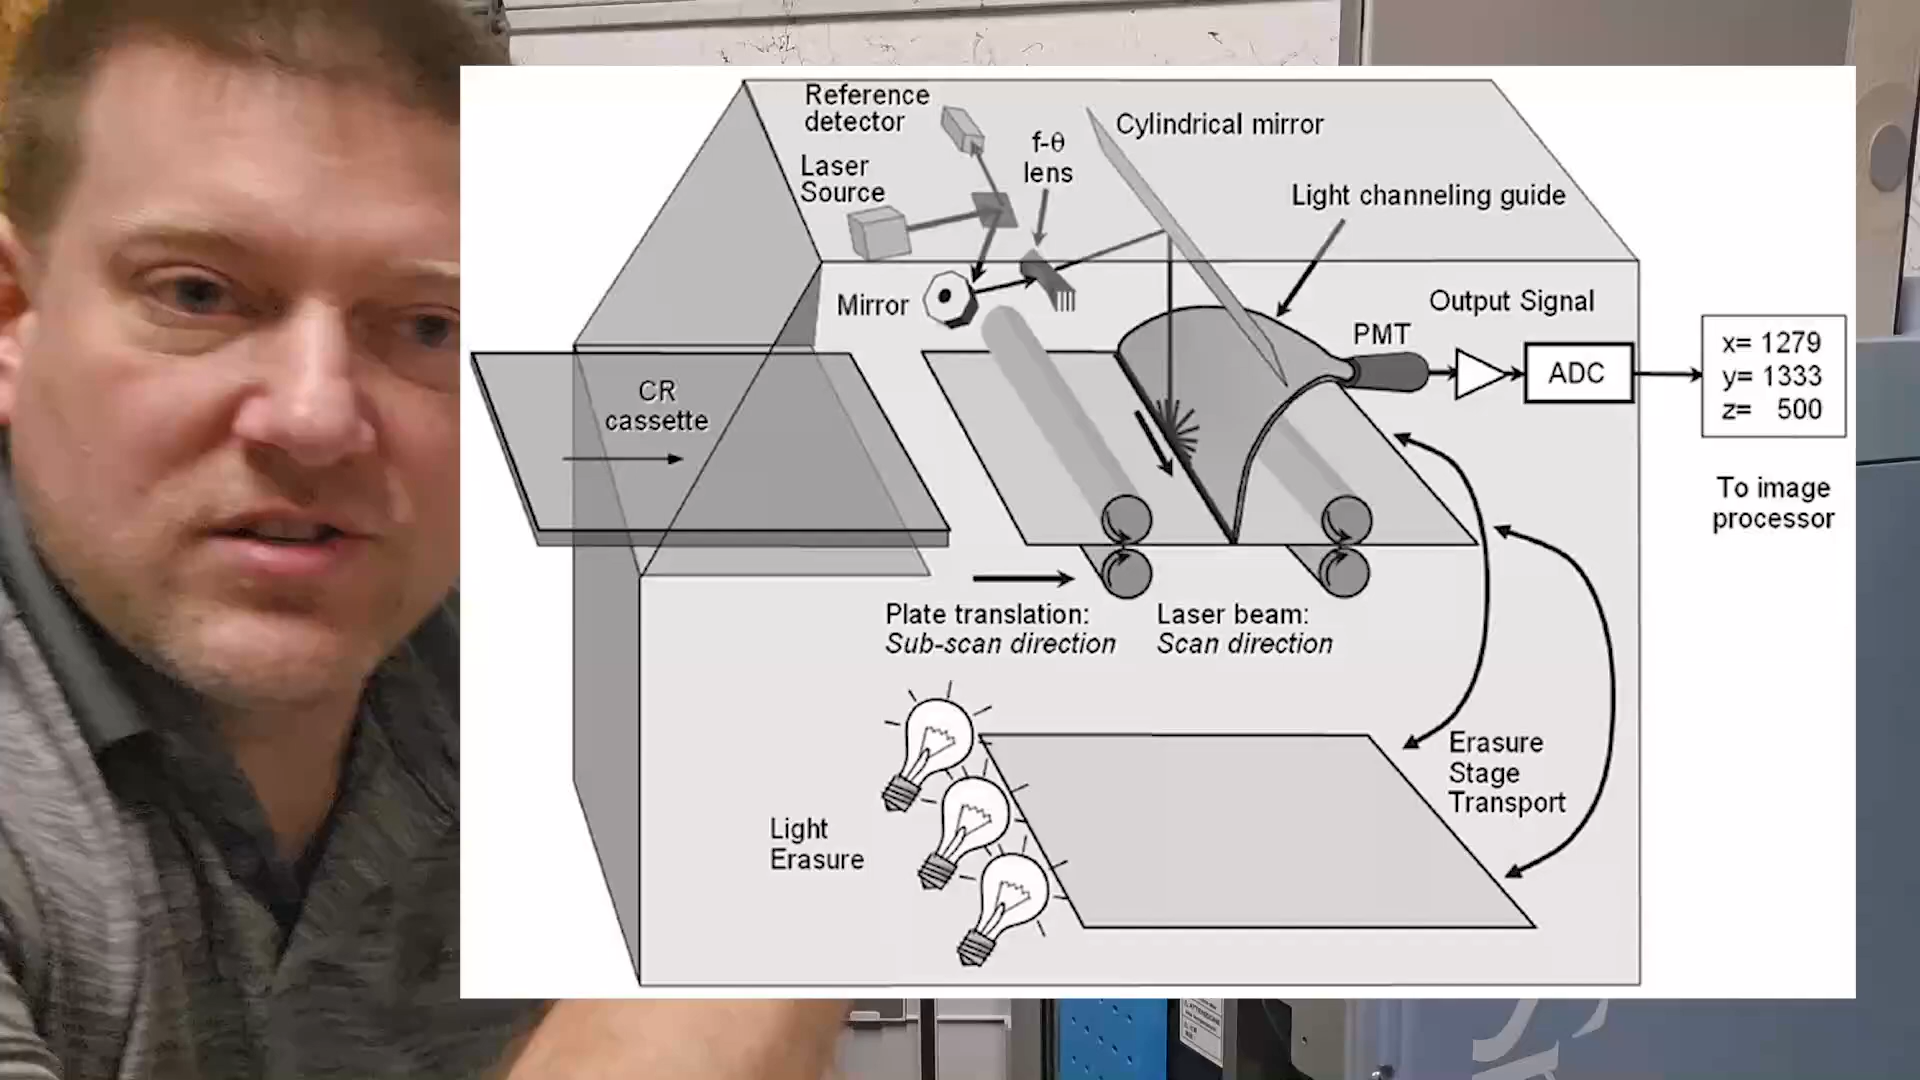 Reference
detector
Laser
Source
f-θ
lens
Cylindrical mirror
Light channeling guide
Mirror
Output Signal
PMT
ADC
x= 1279
y= 1333
z= 500
CR
cassette
To image
processor
Plate translation:
Sub-scan direction
Laser beam:
Scan direction
Erasure
Stage
Transport
Light
Erasure